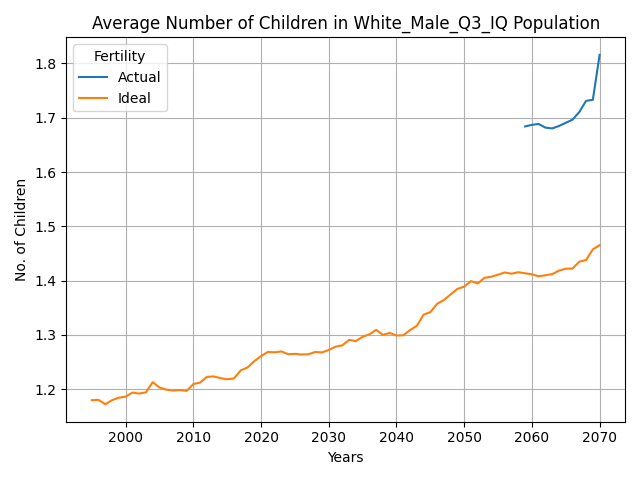 Average Number of Children in White_Male_Q3_IQ Population
Fertility
Actual
Ideal
No. of Children
1.8
1.7
1.6
1.5
1.4
1.3
1.2
2000 2010 2020 2030 2040 2050 2060 2070
Years